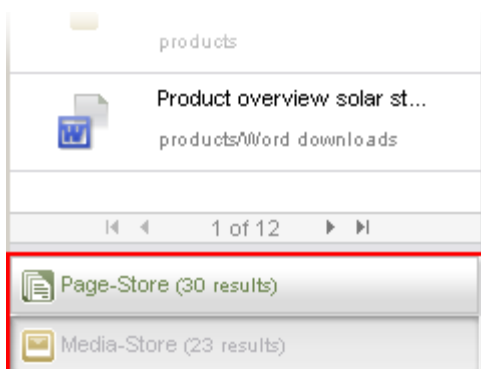 products
Product overview solar st...
products/Word downloads
1 of 12
Page-Store (30 results)
Media-Store (23 results)